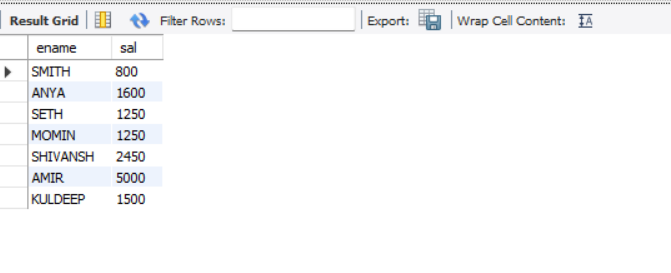 Result Grid Filter Rows: Export: Wrap Cell Content: IA
ename sal
SMITH 800
ANYA 1600
SETH 1250
MOMIN 1250
SHIVANSH 2450
AMIR 5000
KULDEEP 1500